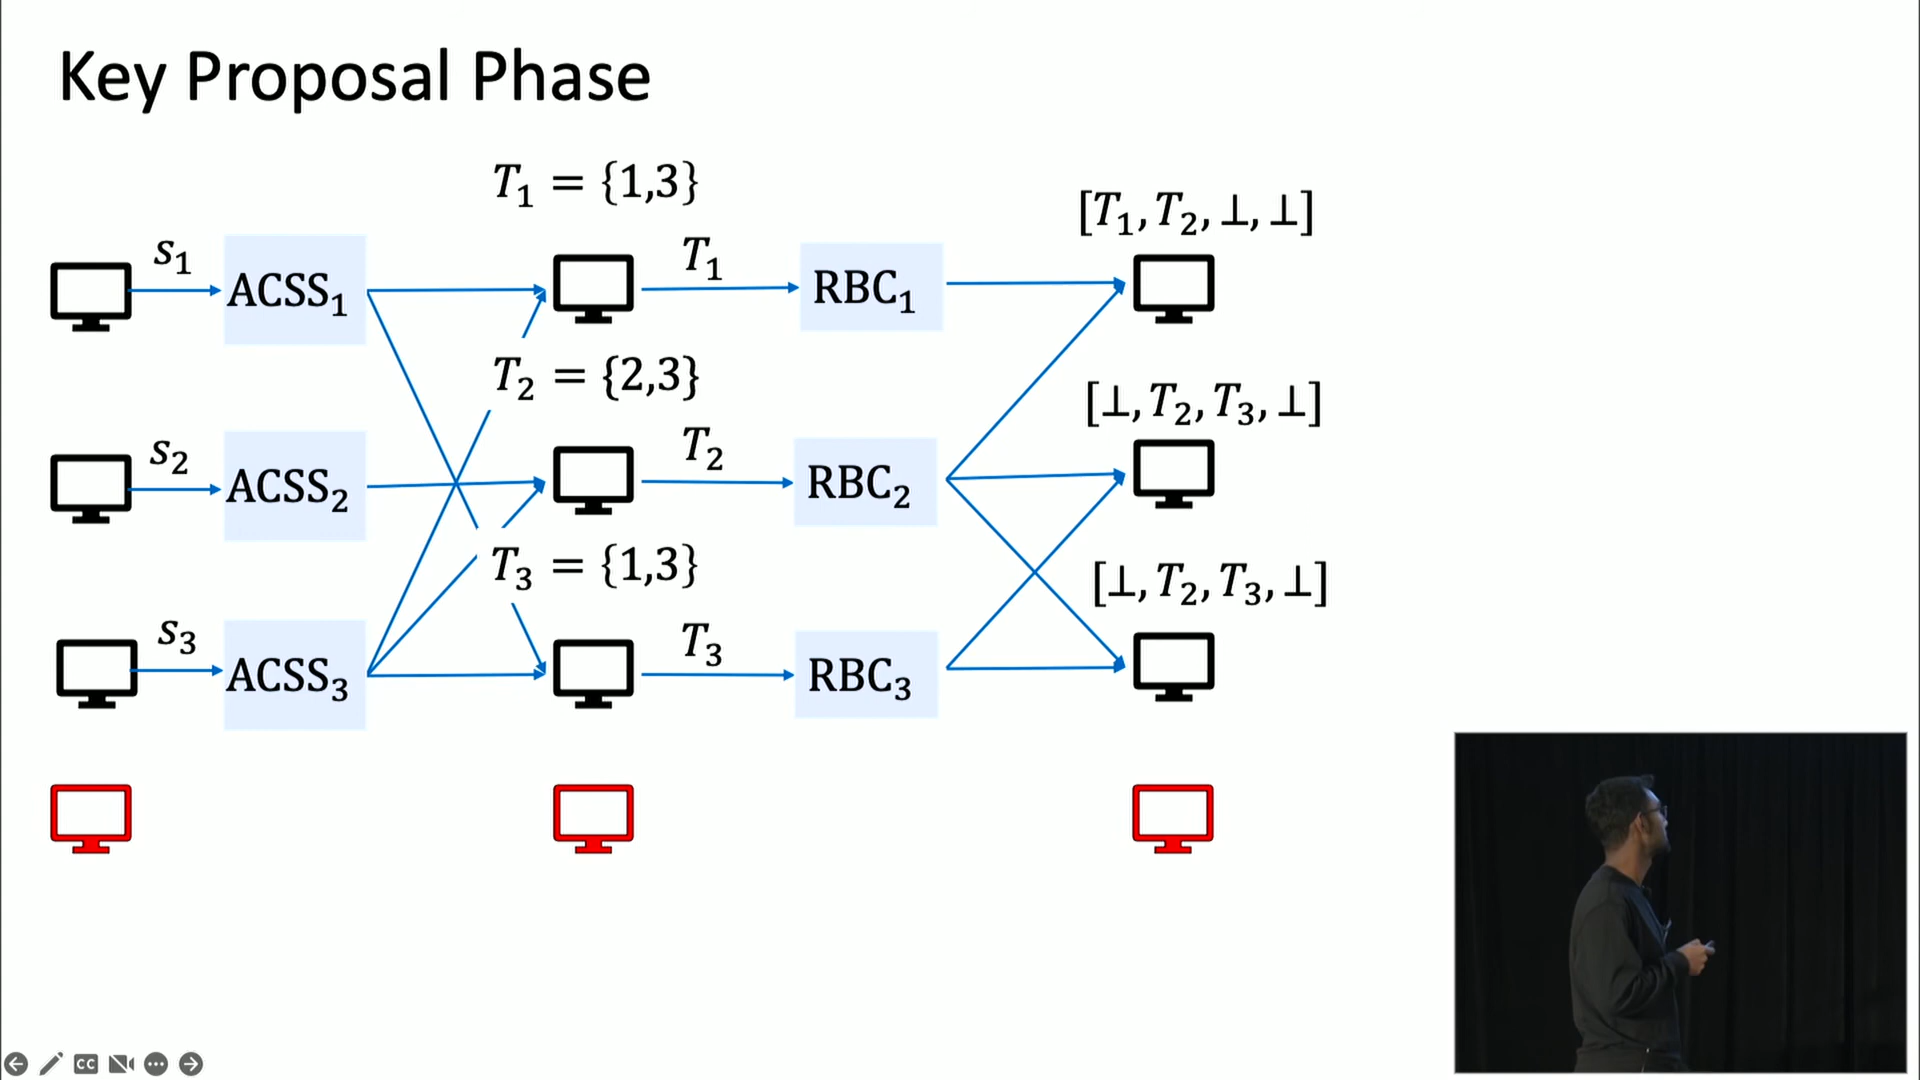 Key Proposal Phase
T₁ = {1,3}
[T₁, T₂, ⊥, ⊥]
s₁
ACSS₁
T₁
RBC₁
T₂ = {2,3}
[⊥, T₂, T₃, ⊥]
s₂
ACSS₂
T₂
RBC₂
T₃ = {1,3}
[⊥, T₂, T₃, ⊥]
s₃
ACSS₃
T₃
RBC₃
CC